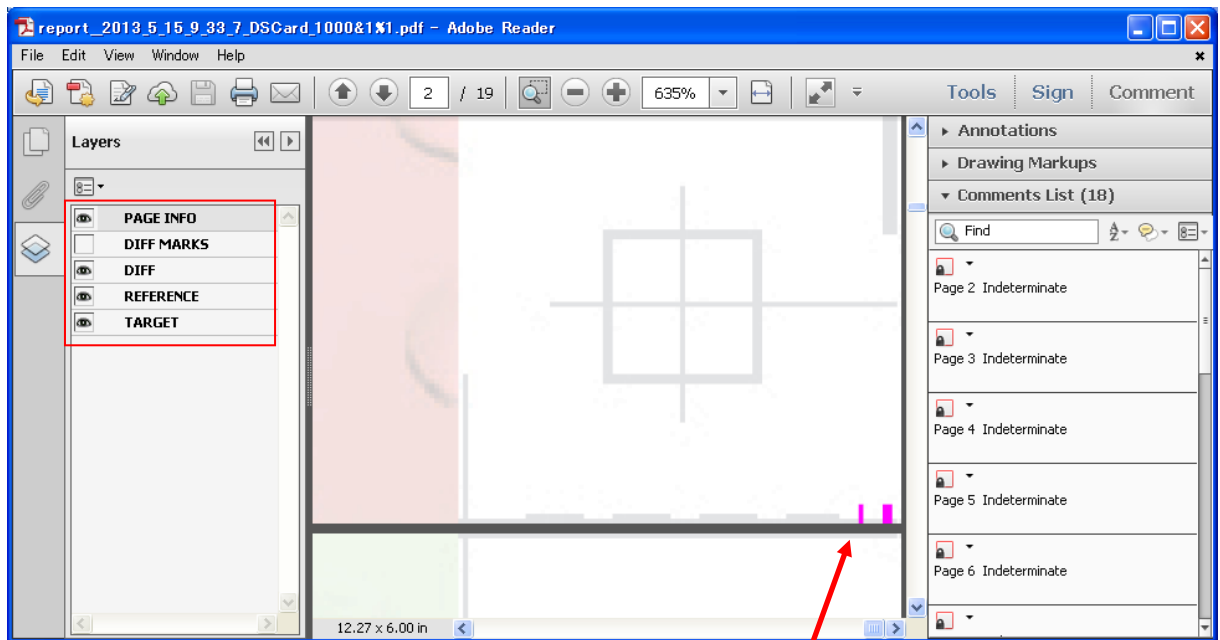 report__2013_5_15_9_33_7_DSCard_1000&1%1.pdf - Adobe Reader
File Edit View Window Help
2 / 19 635% Tools Sign Comment
Layers
PAGE INFO
DIFF MARKS
DIFF
REFERENCE
TARGET
12.27 x 6.00 in
Annotations
Drawing Markups
Comments List (18)
Find
Page 2 Indeterminate
Page 3 Indeterminate
Page 4 Indeterminate
Page 5 Indeterminate
Page 6 Indeterminate